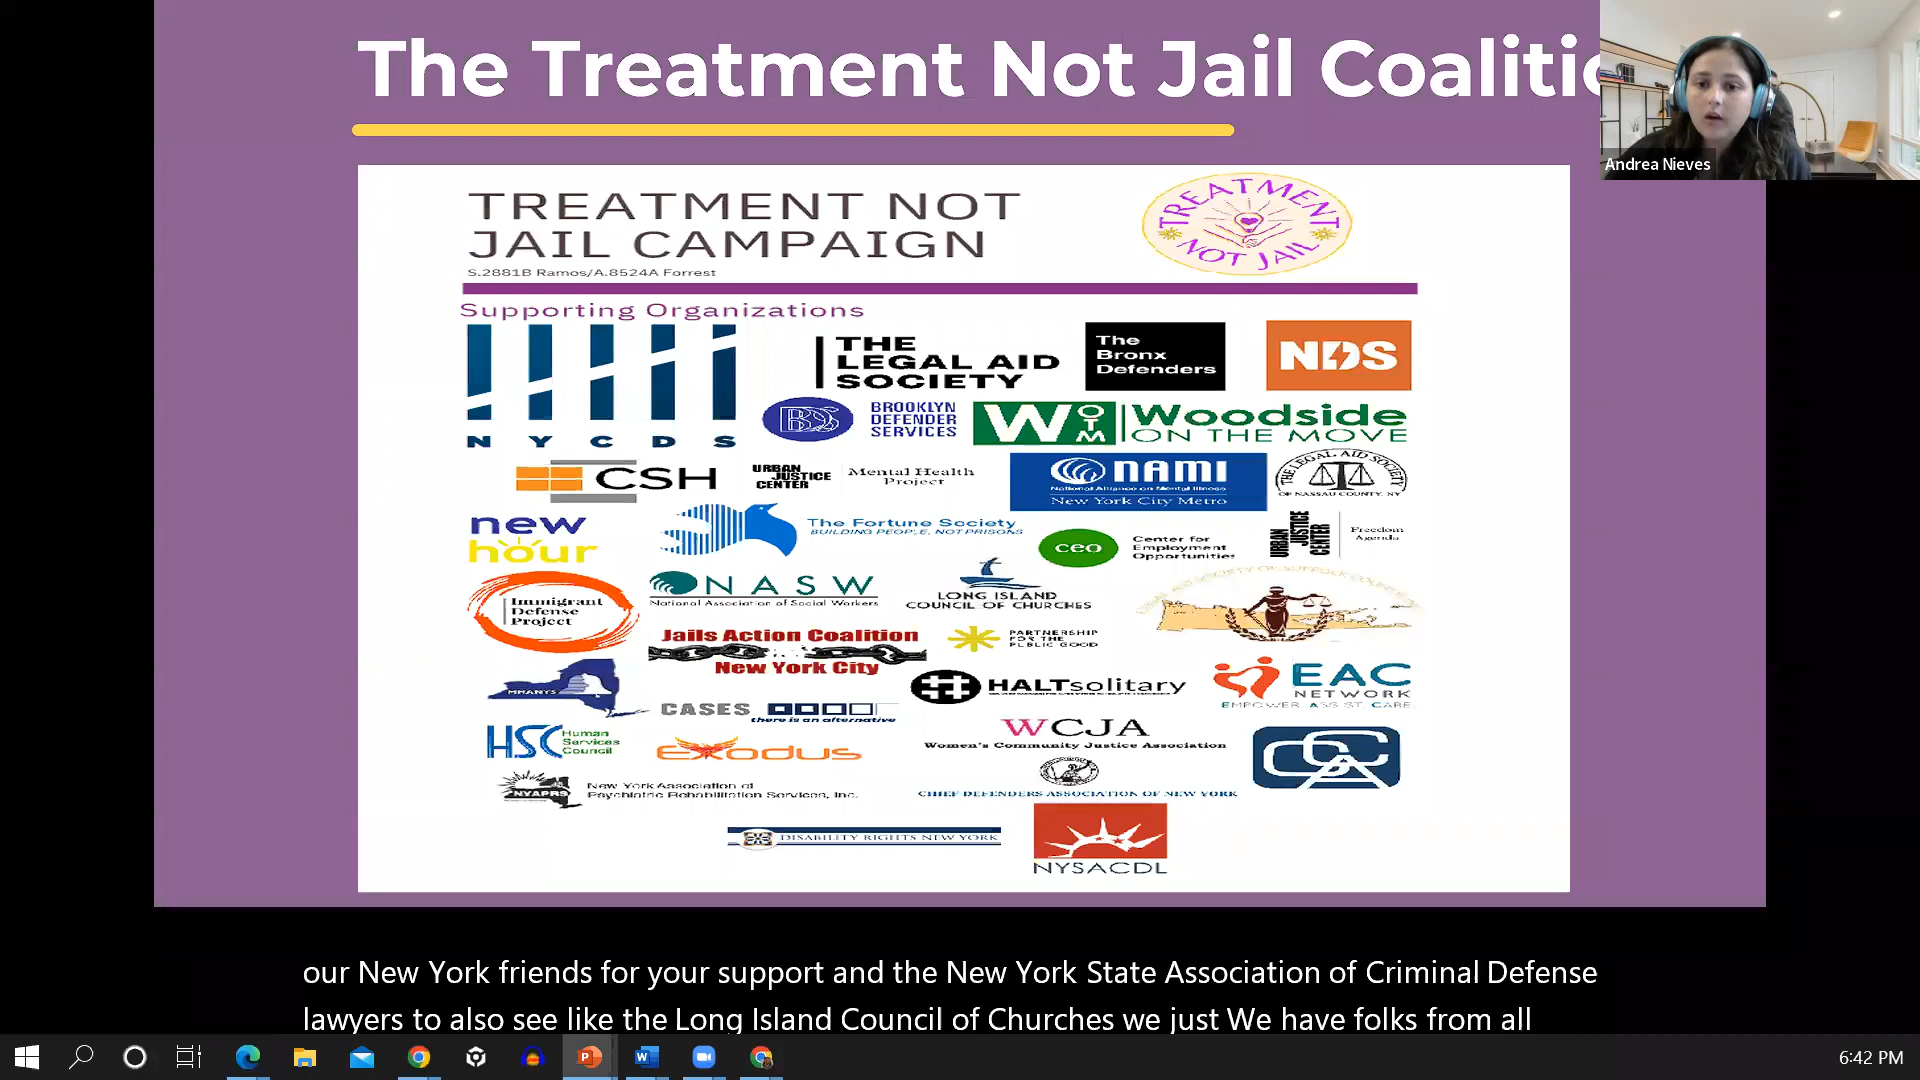 The Treatment Not Jail Coalitio
Andrea Nieves
TREATMENT NOT
JAIL CAMPAIGN
S.2881B Ramos/A.8524A Forrest
TREATMENT
NOT JAIL
Supporting Organizations
N Y C D S
THE
LEGAL AID
SOCIETY
The
Bronx
Defenders
NDS
BDS
BROOKLYN
DEFENDER
SERVICES
W OTM
Woodside
ON THE MOVE
CSH
URBAN
JUSTICE
CENTER
Mental Health
Project
NAMI
National Alliance on Mental Illness
New York City Metro
THE LEGAL AID SOCIETY
OF NASSAU COUNTY, NY
new
hour
The Fortune Society
BUILDING PEOPLE, NOT PRISONS
ceo
Center for
Employment
Opportunities
URBAN
JUSTICE
CENTER
Freedom
Agenda
Immigrant
Defense
Project
NASW
National Association of Social Workers
LONG ISLAND
COUNCIL OF CHURCHES
LEGAL AID SOCIETY OF SUFFOLK COUNTY
Jails Action Coalition
New York City
PARTNERSHIP
FOR THE
PUBLIC GOOD
MHANYS
HALTsolitary
EAC
NETWORK
EMPOWER. ASSIST. CARE.
CASES
there is an alternative
HSC
Human
Services
Council
Exodus
WCJA
Women's Community Justice Association
CCA
NYAPRS
New York Association of
Psychiatric Rehabilitation Services, Inc.
CHIEF DEFENDERS ASSOCIATION OF NEW YORK
DISABILITY RIGHTS NEW YORK
NYSACDL
our New York friends for your support and the New York State Association of Criminal Defense
lawyers to also see like the Long Island Council of Churches we just We have folks from all
6:42 PM